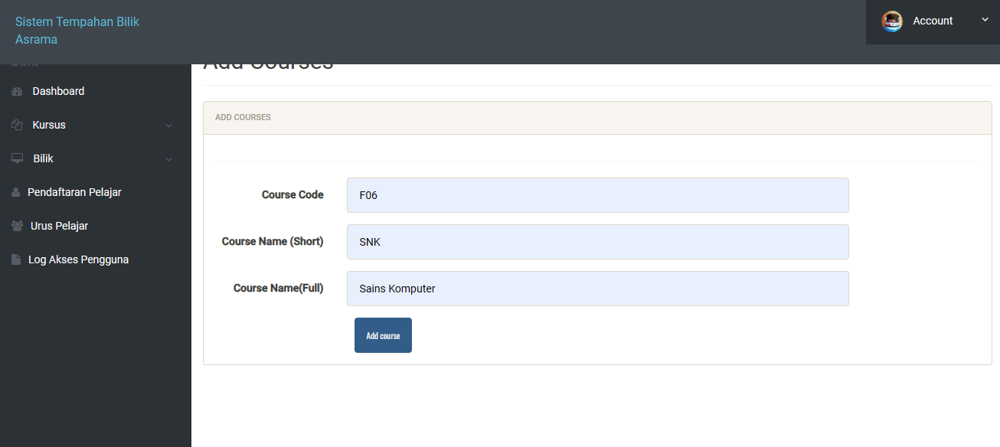 Sistem Tempahan Bilik
Asrama
Account
Add Courses
Dashboard
Kursus
Bilik
Pendaftaran Pelajar
Urus Pelajar
Log Akses Pengguna
ADD COURSES
Course Code
F06
Course Name (Short)
SNK
Course Name(Full)
Sains Komputer
Add course